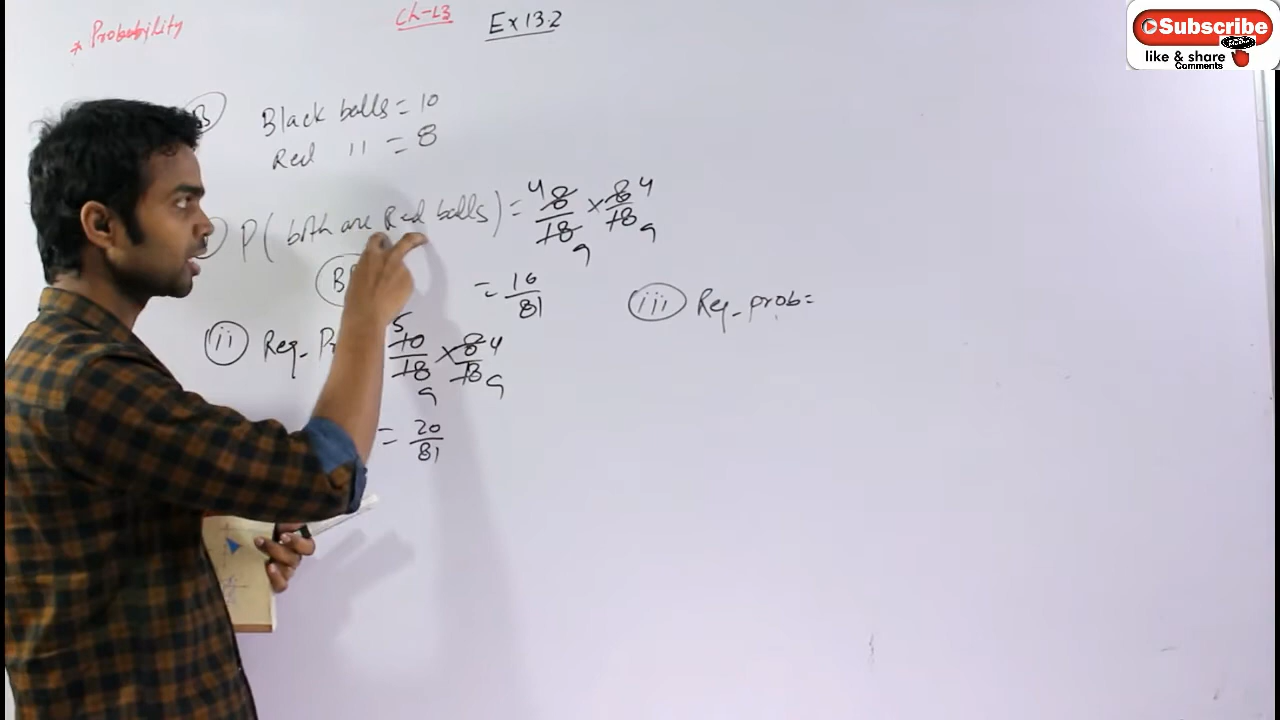 * Probability
Ch-13
Ex 13.2
Subscribe
like & share
Comments
Black balls = 10
Red 11 = 8
P( both are Red balls) = 4 8/18 9 × 8 4/18 9
= 16/81
(ii) Req. Pr 5 10/18 9 × 8 4/18 9
= 20/81
(iii) Req. prob=